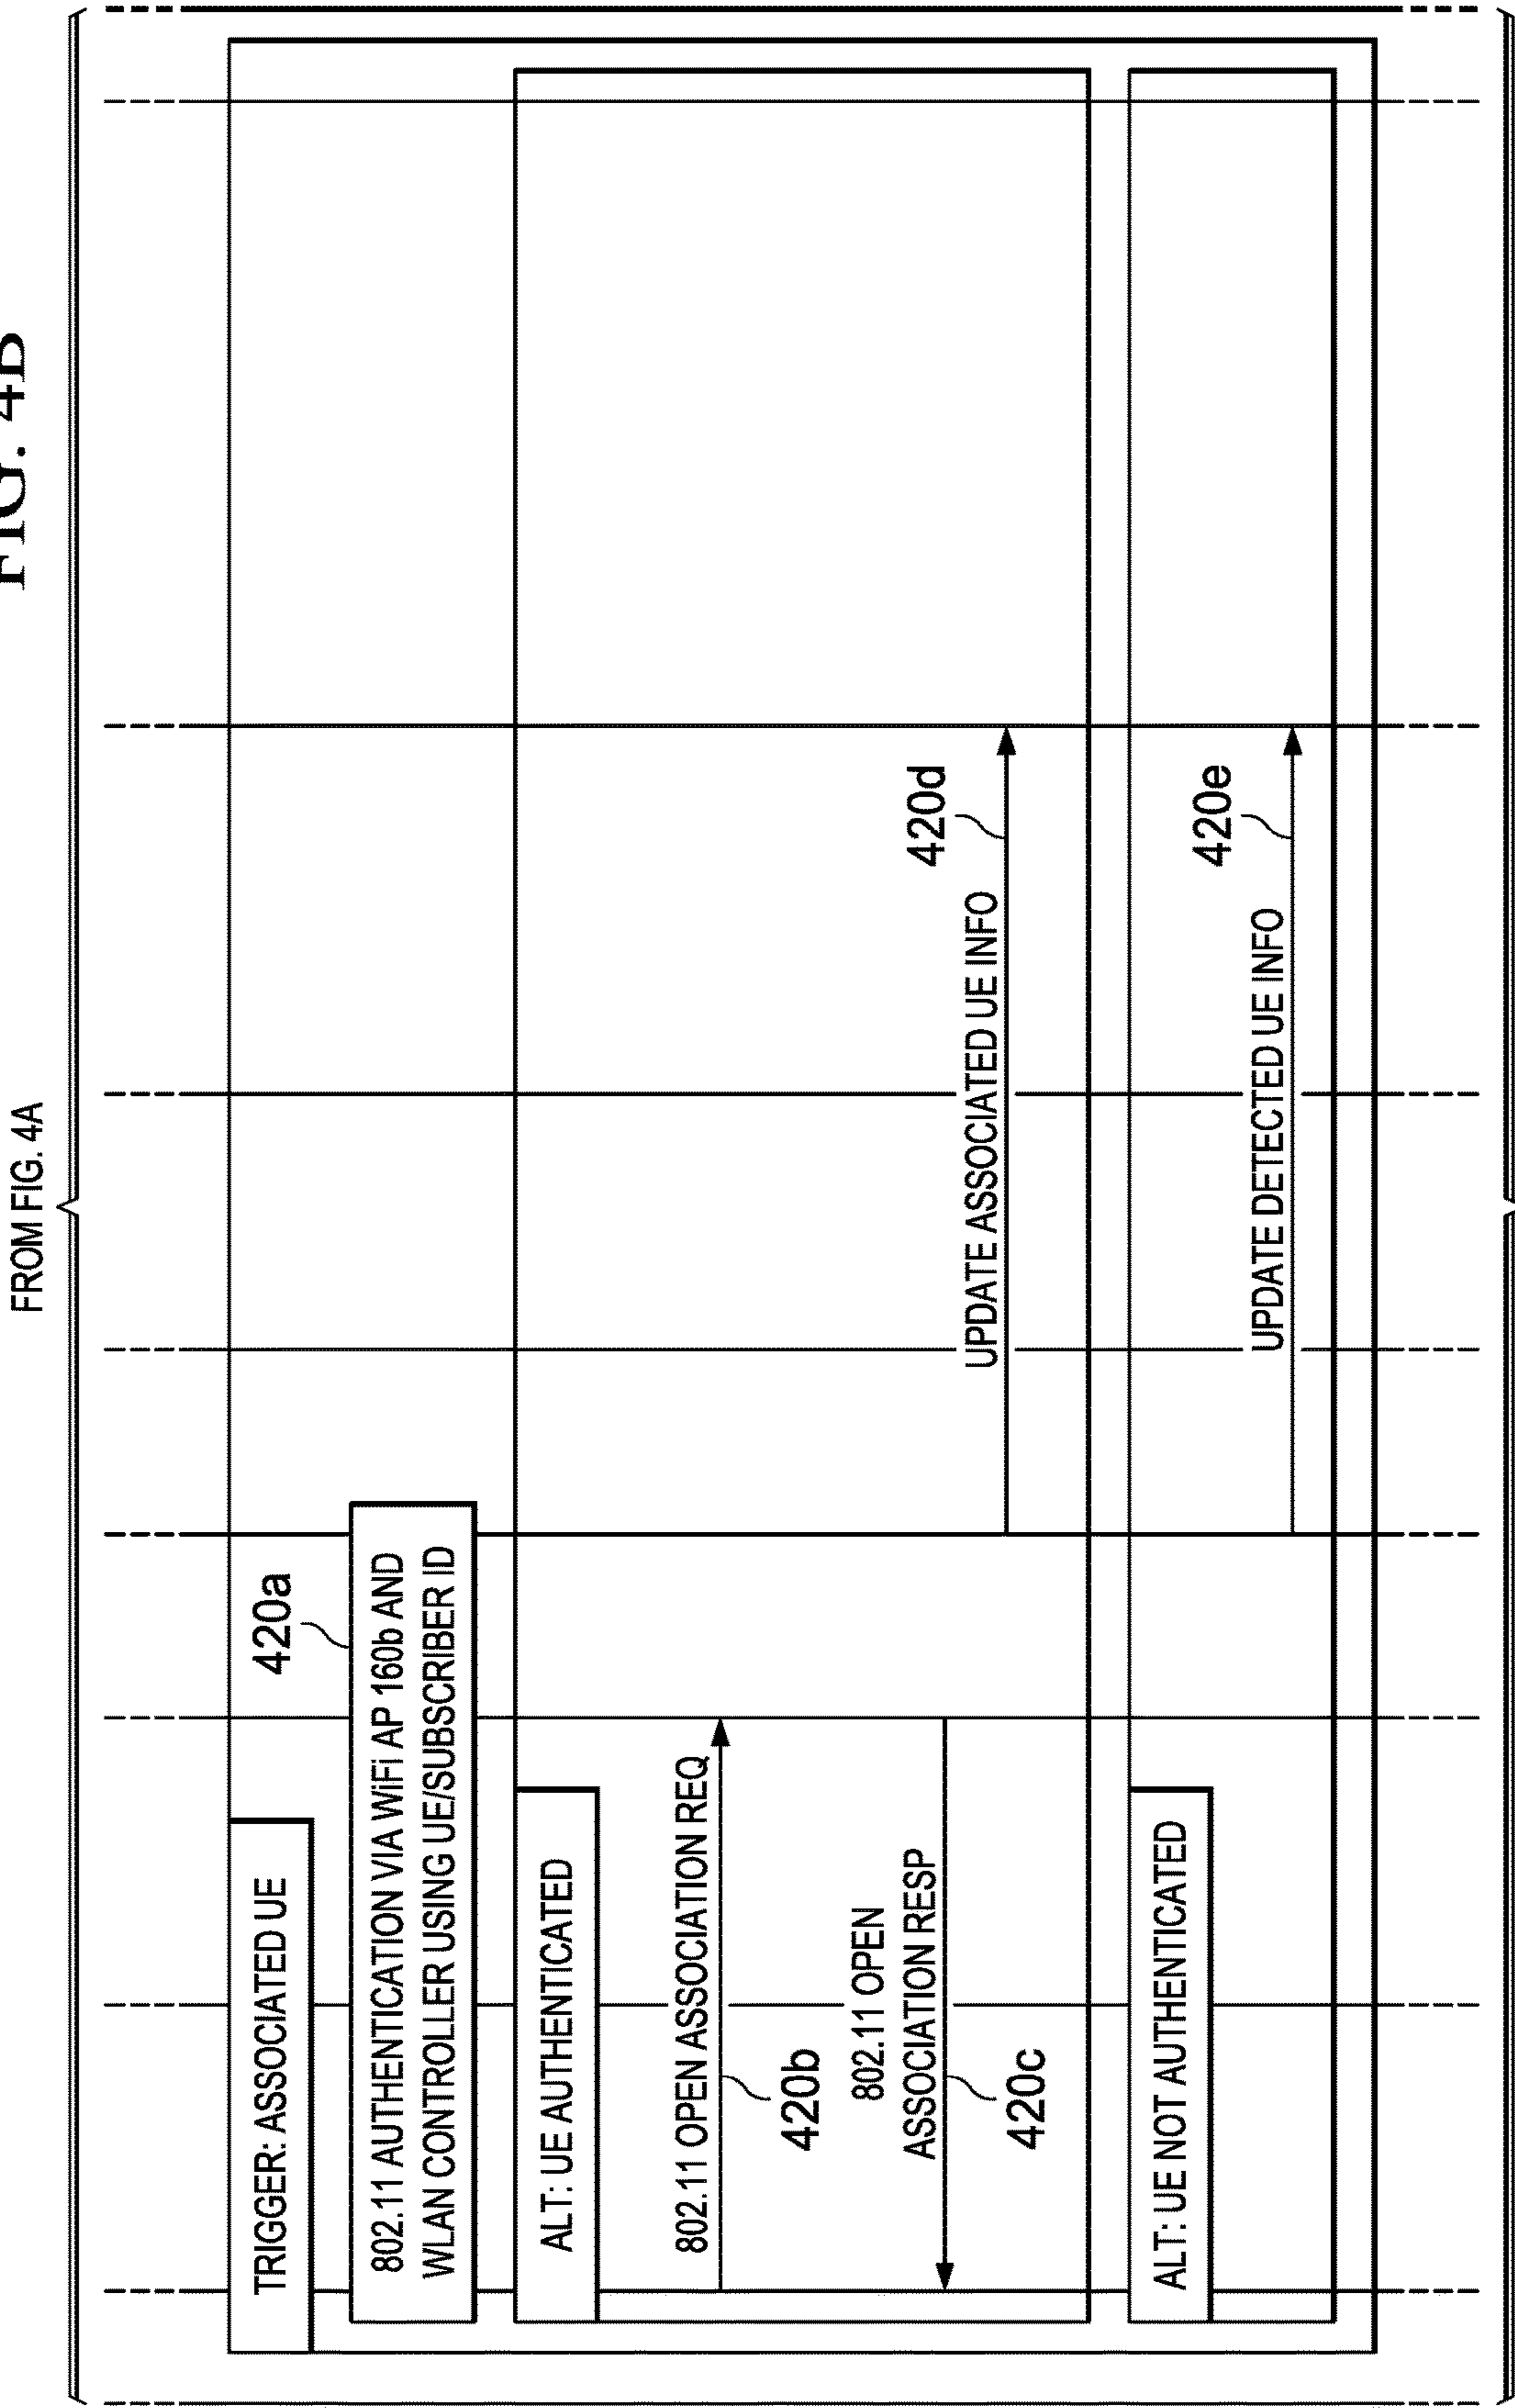 FIG. 4B
FROM FIG. 4A
TRIGGER: ASSOCIATED UE
420a
802.11 AUTHENTICATION VIA WiFi AP 160b AND
WLAN CONTROLLER USING UE/SUBSCRIBER ID
ALT: UE AUTHENTICATED
802.11 OPEN ASSOCIATION REQ
420b
802.11 OPEN
ASSOCIATION RESP
420c
UPDATE ASSOCIATED UE INFO
420d
ALT: UE NOT AUTHENTICATED
UPDATE DETECTED UE INFO
420e